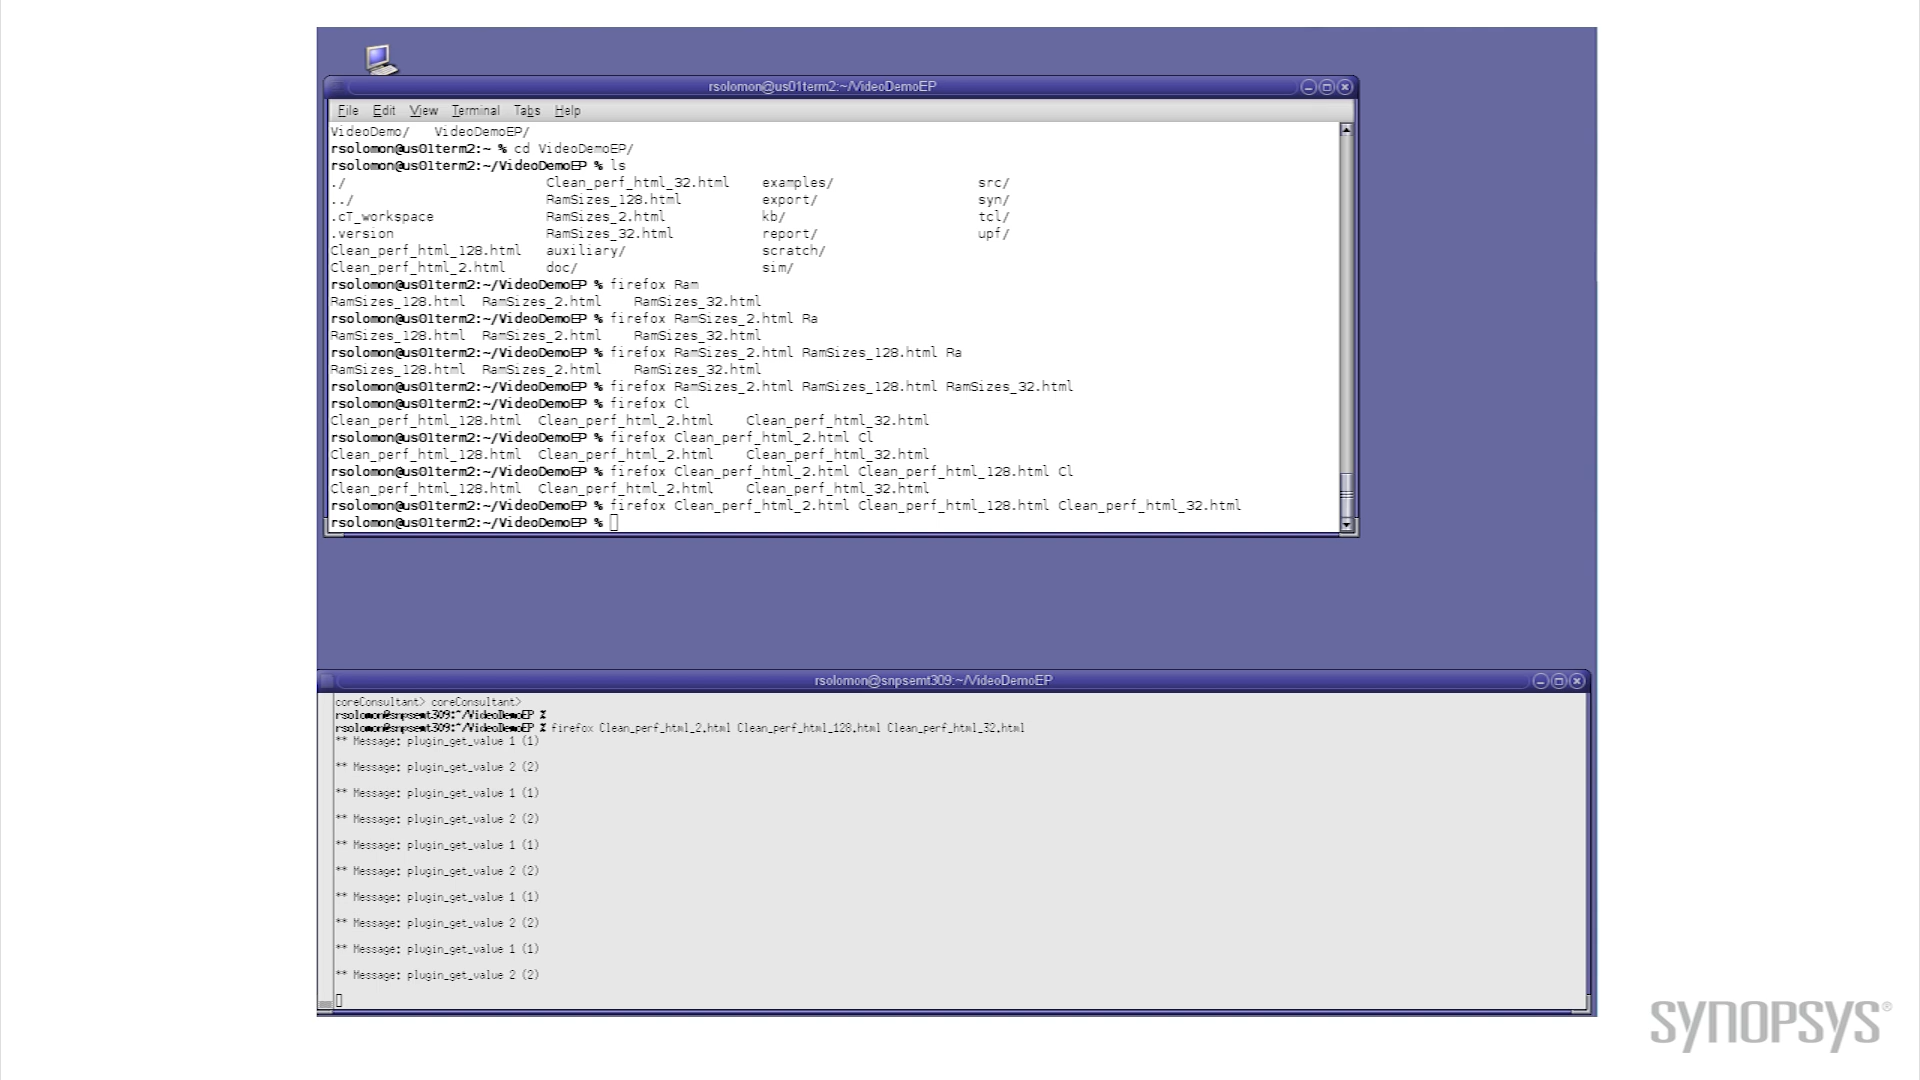 rsolomon@us01term2:~/VideoDemoEP
File Edit View Terminal Tabs Help
VideoDemo/ VideoDemoEP/
rsolomon@us01term2:~ % cd VideoDemoEP/
rsolomon@us01term2:~/VideoDemoEP % ls
./ Clean_perf_html_32.html examples/ src/
../ RamSizes_128.html export/ syn/
.cT_workspace RamSizes_2.html kb/ tcl/
.version RamSizes_32.html report/ upf/
Clean_perf_html_128.html auxiliary/ scratch/
Clean_perf_html_2.html doc/ sim/
rsolomon@us01term2:~/VideoDemoEP % firefox Ram
RamSizes_128.html RamSizes_2.html RamSizes_32.html
rsolomon@us01term2:~/VideoDemoEP % firefox RamSizes_2.html Ra
RamSizes_128.html RamSizes_2.html RamSizes_32.html
rsolomon@us01term2:~/VideoDemoEP % firefox RamSizes_2.html RamSizes_128.html Ra
RamSizes_128.html RamSizes_2.html RamSizes_32.html
rsolomon@us01term2:~/VideoDemoEP % firefox RamSizes_2.html RamSizes_128.html RamSizes_32.html
rsolomon@us01term2:~/VideoDemoEP % firefox Cl
Clean_perf_html_128.html Clean_perf_html_2.html Clean_perf_html_32.html
rsolomon@us01term2:~/VideoDemoEP % firefox Clean_perf_html_2.html Cl
Clean_perf_html_128.html Clean_perf_html_2.html Clean_perf_html_32.html
rsolomon@us01term2:~/VideoDemoEP % firefox Clean_perf_html_2.html Clean_perf_html_128.html Cl
Clean_perf_html_128.html Clean_perf_html_2.html Clean_perf_html_32.html
rsolomon@us01term2:~/VideoDemoEP % firefox Clean_perf_html_2.html Clean_perf_html_128.html Clean_perf_html_32.html
rsolomon@us01term2:~/VideoDemoEP %
rsolomon@snpsemt309:~/VideoDemoEP
coreConsultant> coreConsultant>
rsolomon@snpsemt309:~/VideoDemoEP %
rsolomon@snpsemt309:~/VideoDemoEP % firefox Clean_perf_html_2.html Clean_perf_html_128.html Clean_perf_html_32.html
** Message: plugin_get_value 1 (1)
** Message: plugin_get_value 2 (2)
** Message: plugin_get_value 1 (1)
** Message: plugin_get_value 2 (2)
** Message: plugin_get_value 1 (1)
** Message: plugin_get_value 2 (2)
** Message: plugin_get_value 1 (1)
** Message: plugin_get_value 2 (2)
** Message: plugin_get_value 1 (1)
** Message: plugin_get_value 2 (2)
SYNOPSYS®